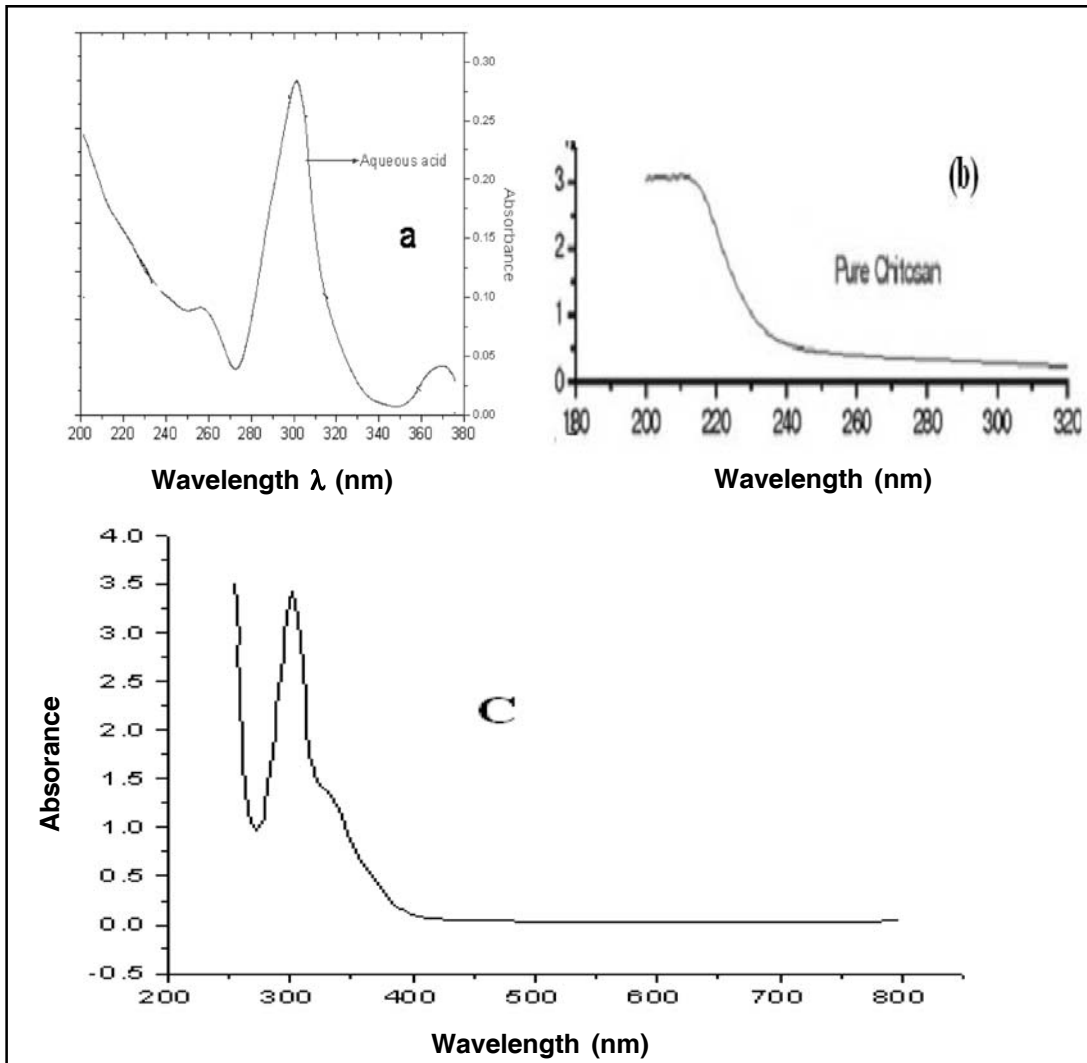 0.30
0.25
Aqueous acid
0.20
a
Absorbance
0.15
0.10
0.05
0.00
200 220 240 260 280 300 320 340 360 380
Wavelength λ (nm)
3
(b)
2
Pure Chitosan
1
0
180 200 220 240 260 280 300 320
Wavelength (nm)
4.0
3.5
3.0
2.5
C
2.0
Absorance
1.5
1.0
0.5
0.0
-0.5
200 300 400 500 600 700 800
Wavelength (nm)